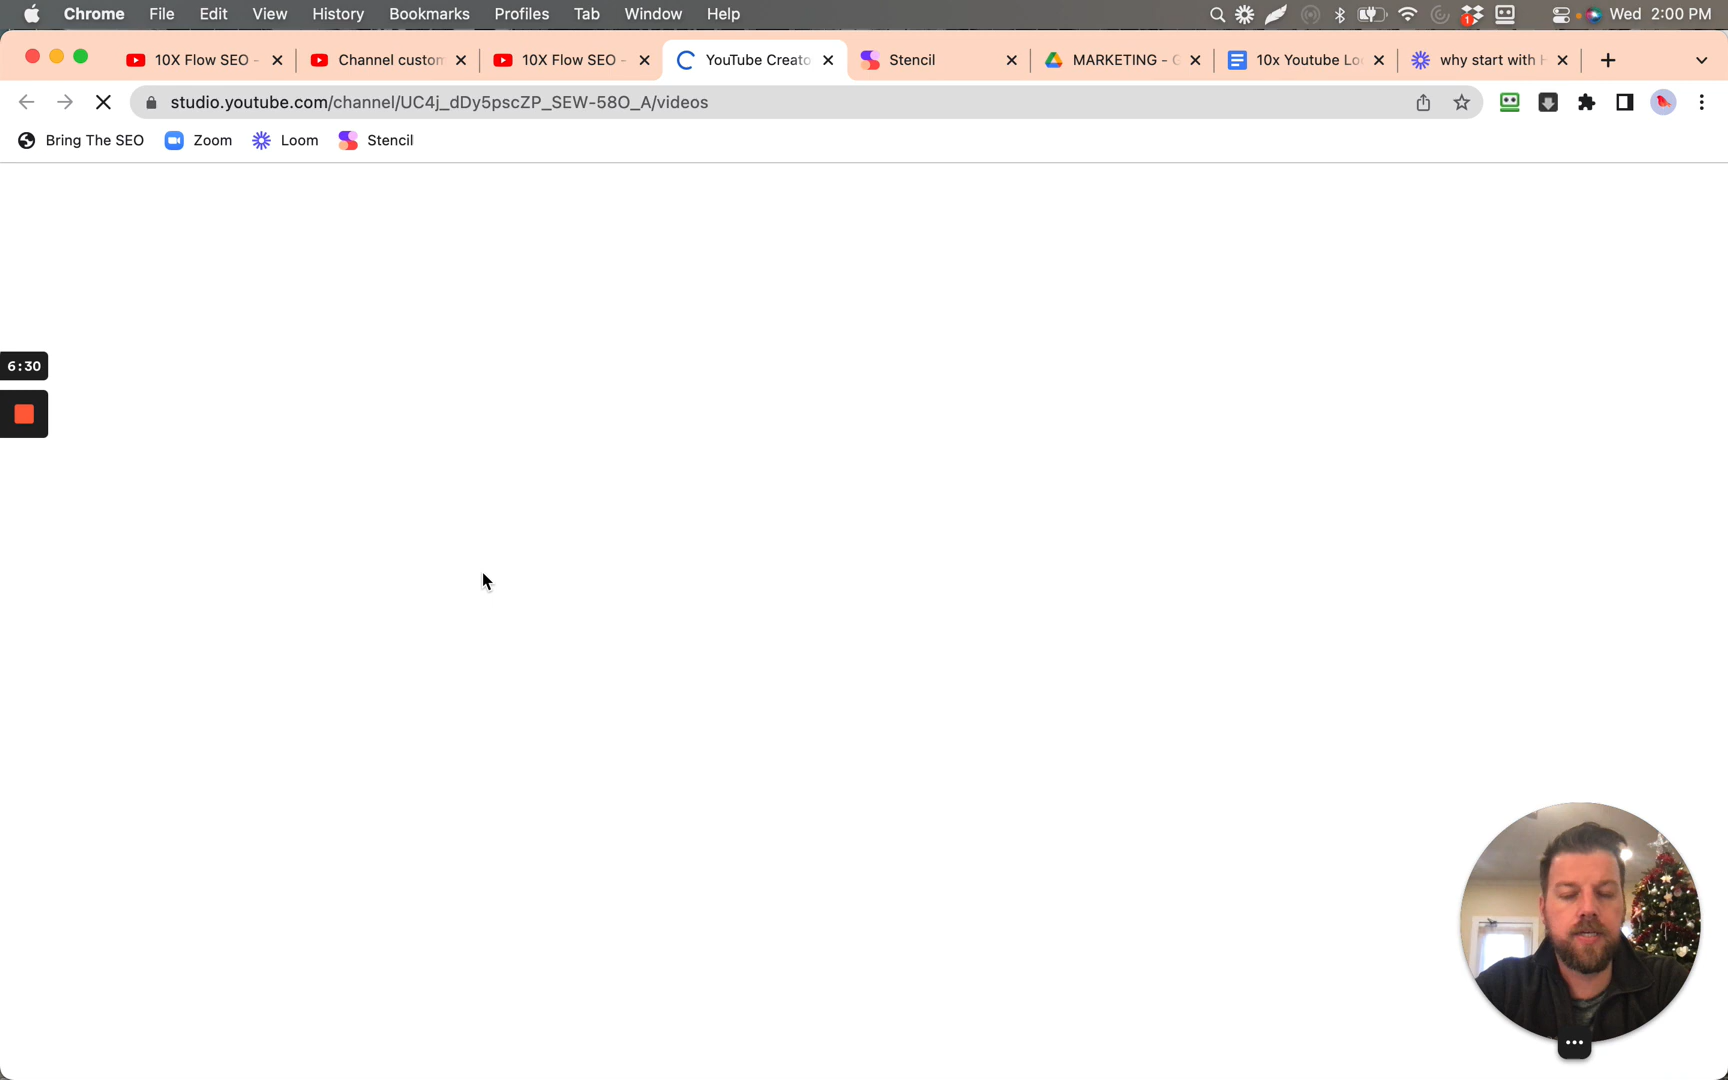 Chrome File Edit View History Bookmarks Profiles Tab Window Help Wed 2:00 PM
10X Flow SEO - Channel custom 10X Flow SEO - YouTube Creato Stencil MARKETING - G 10x Youtube Lo why start with H
studio.youtube.com/channel/UC4j_dDy5pscZP_SEW-58O_A/videos
Bring The SEO Zoom Loom Stencil
6:30